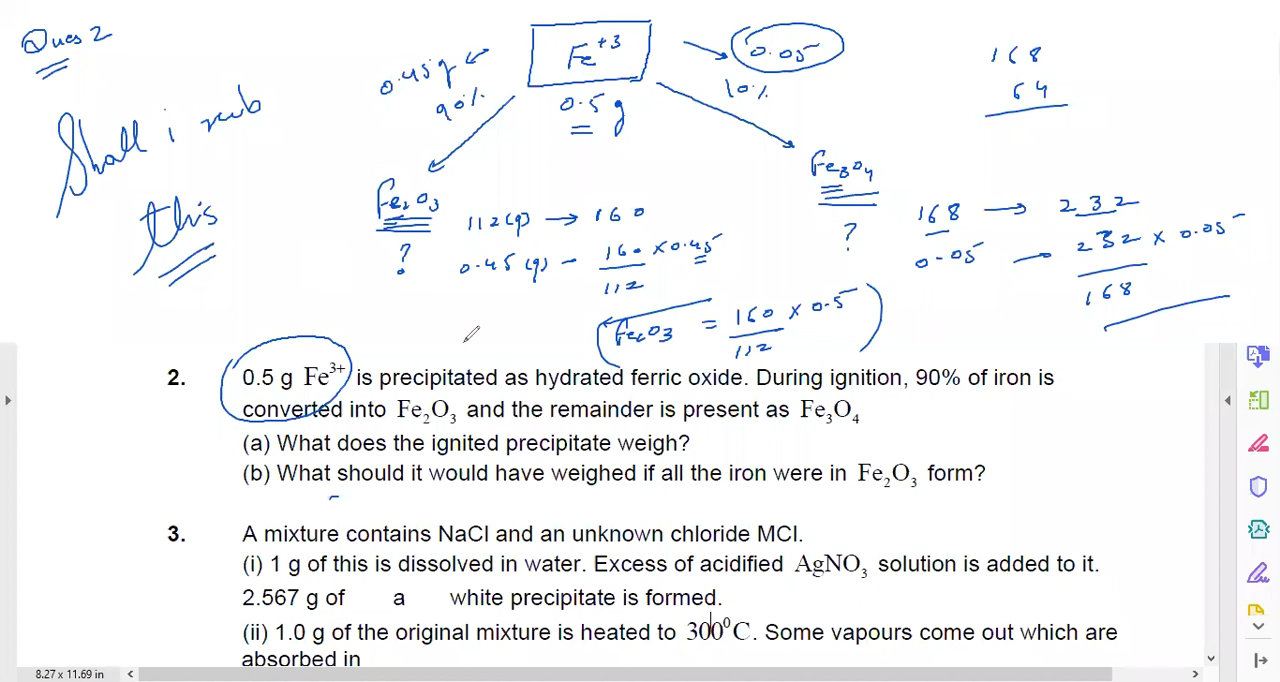 Ques 2
Shall i rub
this
Fe+3
0.5 g
0.45 g
90%
0.05
10%
168
64
Fe2O3
?
112(g) → 160
0.45(g) – 160 × 0.45
112
Fe3O4
?
168 → 232
0.05 → 232 × 0.05
168
Fe2O3 = 160 × 0.5
112
2. 0.5 g Fe³⁺ is precipitated as hydrated ferric oxide. During ignition, 90% of iron is
converted into Fe₂O₃ and the remainder is present as Fe₃O₄
(a) What does the ignited precipitate weigh?
(b) What should it would have weighed if all the iron were in Fe₂O₃ form?
3. A mixture contains NaCl and an unknown chloride MCl.
(i) 1 g of this is dissolved in water. Excess of acidified AgNO₃ solution is added to it.
2.567 g of a white precipitate is formed.
(ii) 1.0 g of the original mixture is heated to 300⁰C. Some vapours come out which are
absorbed in
8.27 x 11.69 in